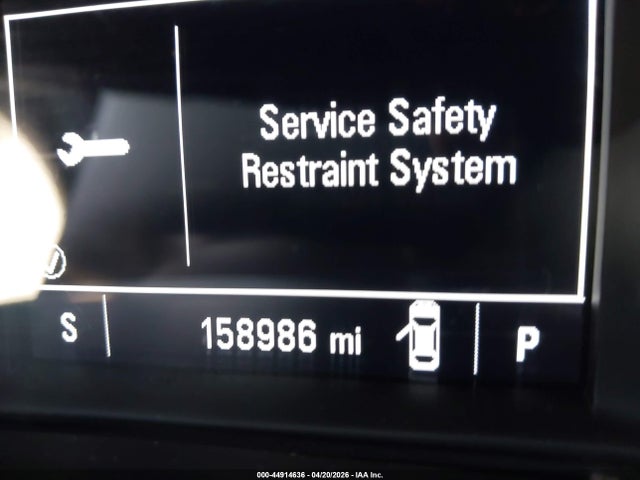 Service Safety
Restraint System
S
158986 mi
P
000-44914636 - 04/20/2026 - IAA Inc.